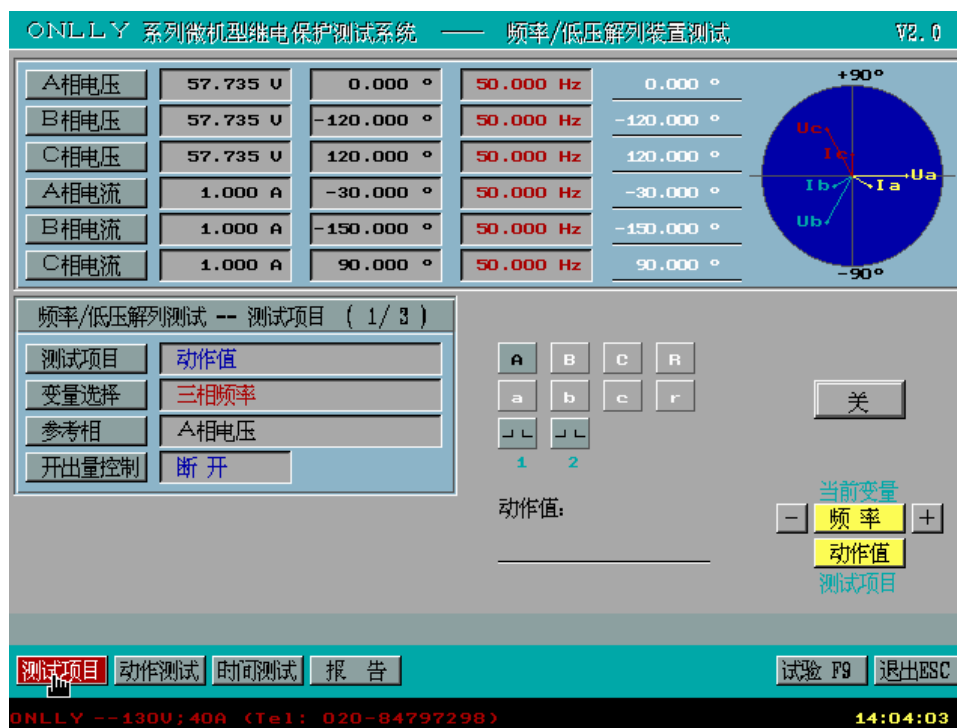 ONLLY 系列微机型继电保护测试系统 —— 频率/低压解列装置测试 V2.0
A相电压 57.735 V 0.000 ° 50.000 Hz 0.000 °
B相电压 57.735 V -120.000 ° 50.000 Hz -120.000 °
C相电压 57.735 V 120.000 ° 50.000 Hz 120.000 °
A相电流 1.000 A -30.000 ° 50.000 Hz -30.000 °
B相电流 1.000 A -150.000 ° 50.000 Hz -150.000 °
C相电流 1.000 A 90.000 ° 50.000 Hz 90.000 °
+90°
Uc
Ic
Ib Ia Ua
Ub
-90°
频率/低压解列测试 -- 测试项目 ( 1/ 3 )
测试项目 动作值
变量选择 三相频率
参考相 A相电压
开出量控制 断 开
A B C R
a b c r
1 2
动作值:
关
当前变量
- 频 率 +
动作值
测试项目
测试项目 动作测试 时间测试 报 告 试验 F9 退出ESC
ONLLY --130V;40A (Tel: 020-84797298) 14:04:03